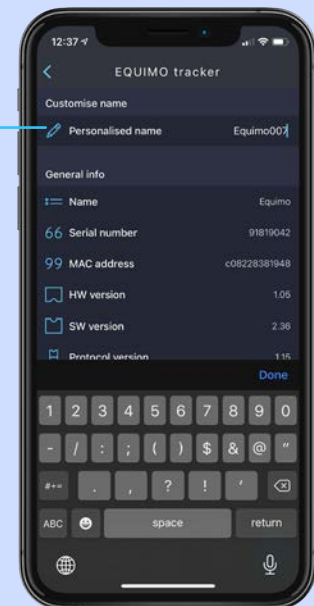 12:37
EQUIMO tracker
Customise name
Personalised name Equimo007
General info
Name Equimo
66 Serial number 91819042
99 MAC address c08228381948
HW version 1.05
SW version 2.36
Protocol version 1.15
Done
1 2 3 4 5 6 7 8 9 0
- / : ; ( ) $ & @ "
#+= . , ? ! '
ABC space return